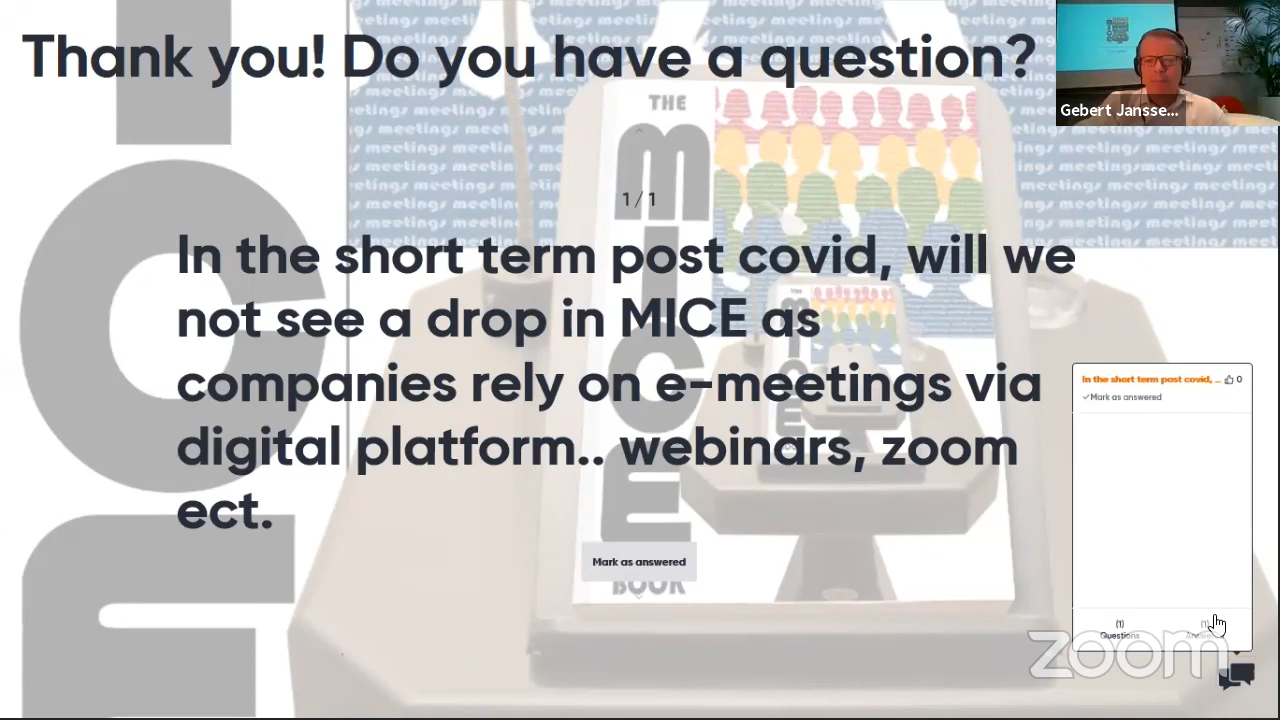 Thank you! Do you have a question?
Gebert Jansse...
THE
MICE
BOOK
1/1
In the short term post covid, will we
not see a drop in MICE as
companies rely on e-meetings via
digital platform.. webinars, zoom
ect.
Mark as answered
In the short term post covid, ... 0
Mark as answered
(1)
Questions
(1)
zoom
meetings meetings meetings